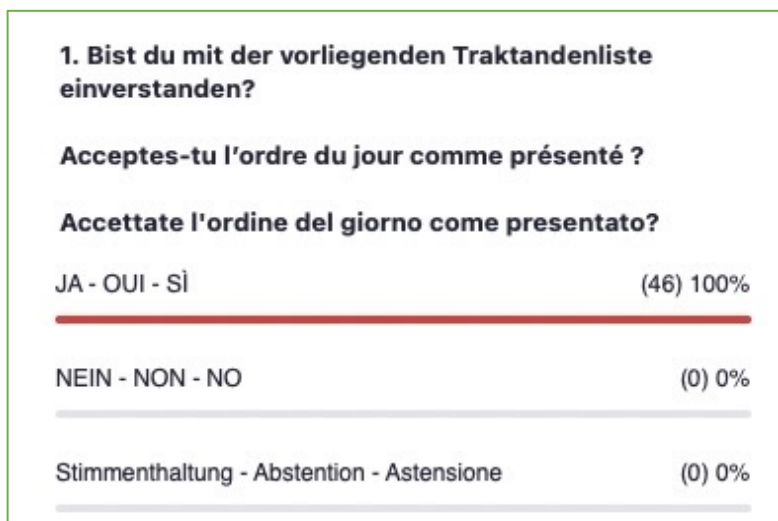 1. Bist du mit der vorliegenden Traktandenliste
einverstanden?
Acceptes-tu l’ordre du jour comme présenté ?
Accettate l'ordine del giorno come presentato?
JA - OUI - SÌ (46) 100%
NEIN - NON - NO (0) 0%
Stimmenthaltung - Abstention - Astensione (0) 0%